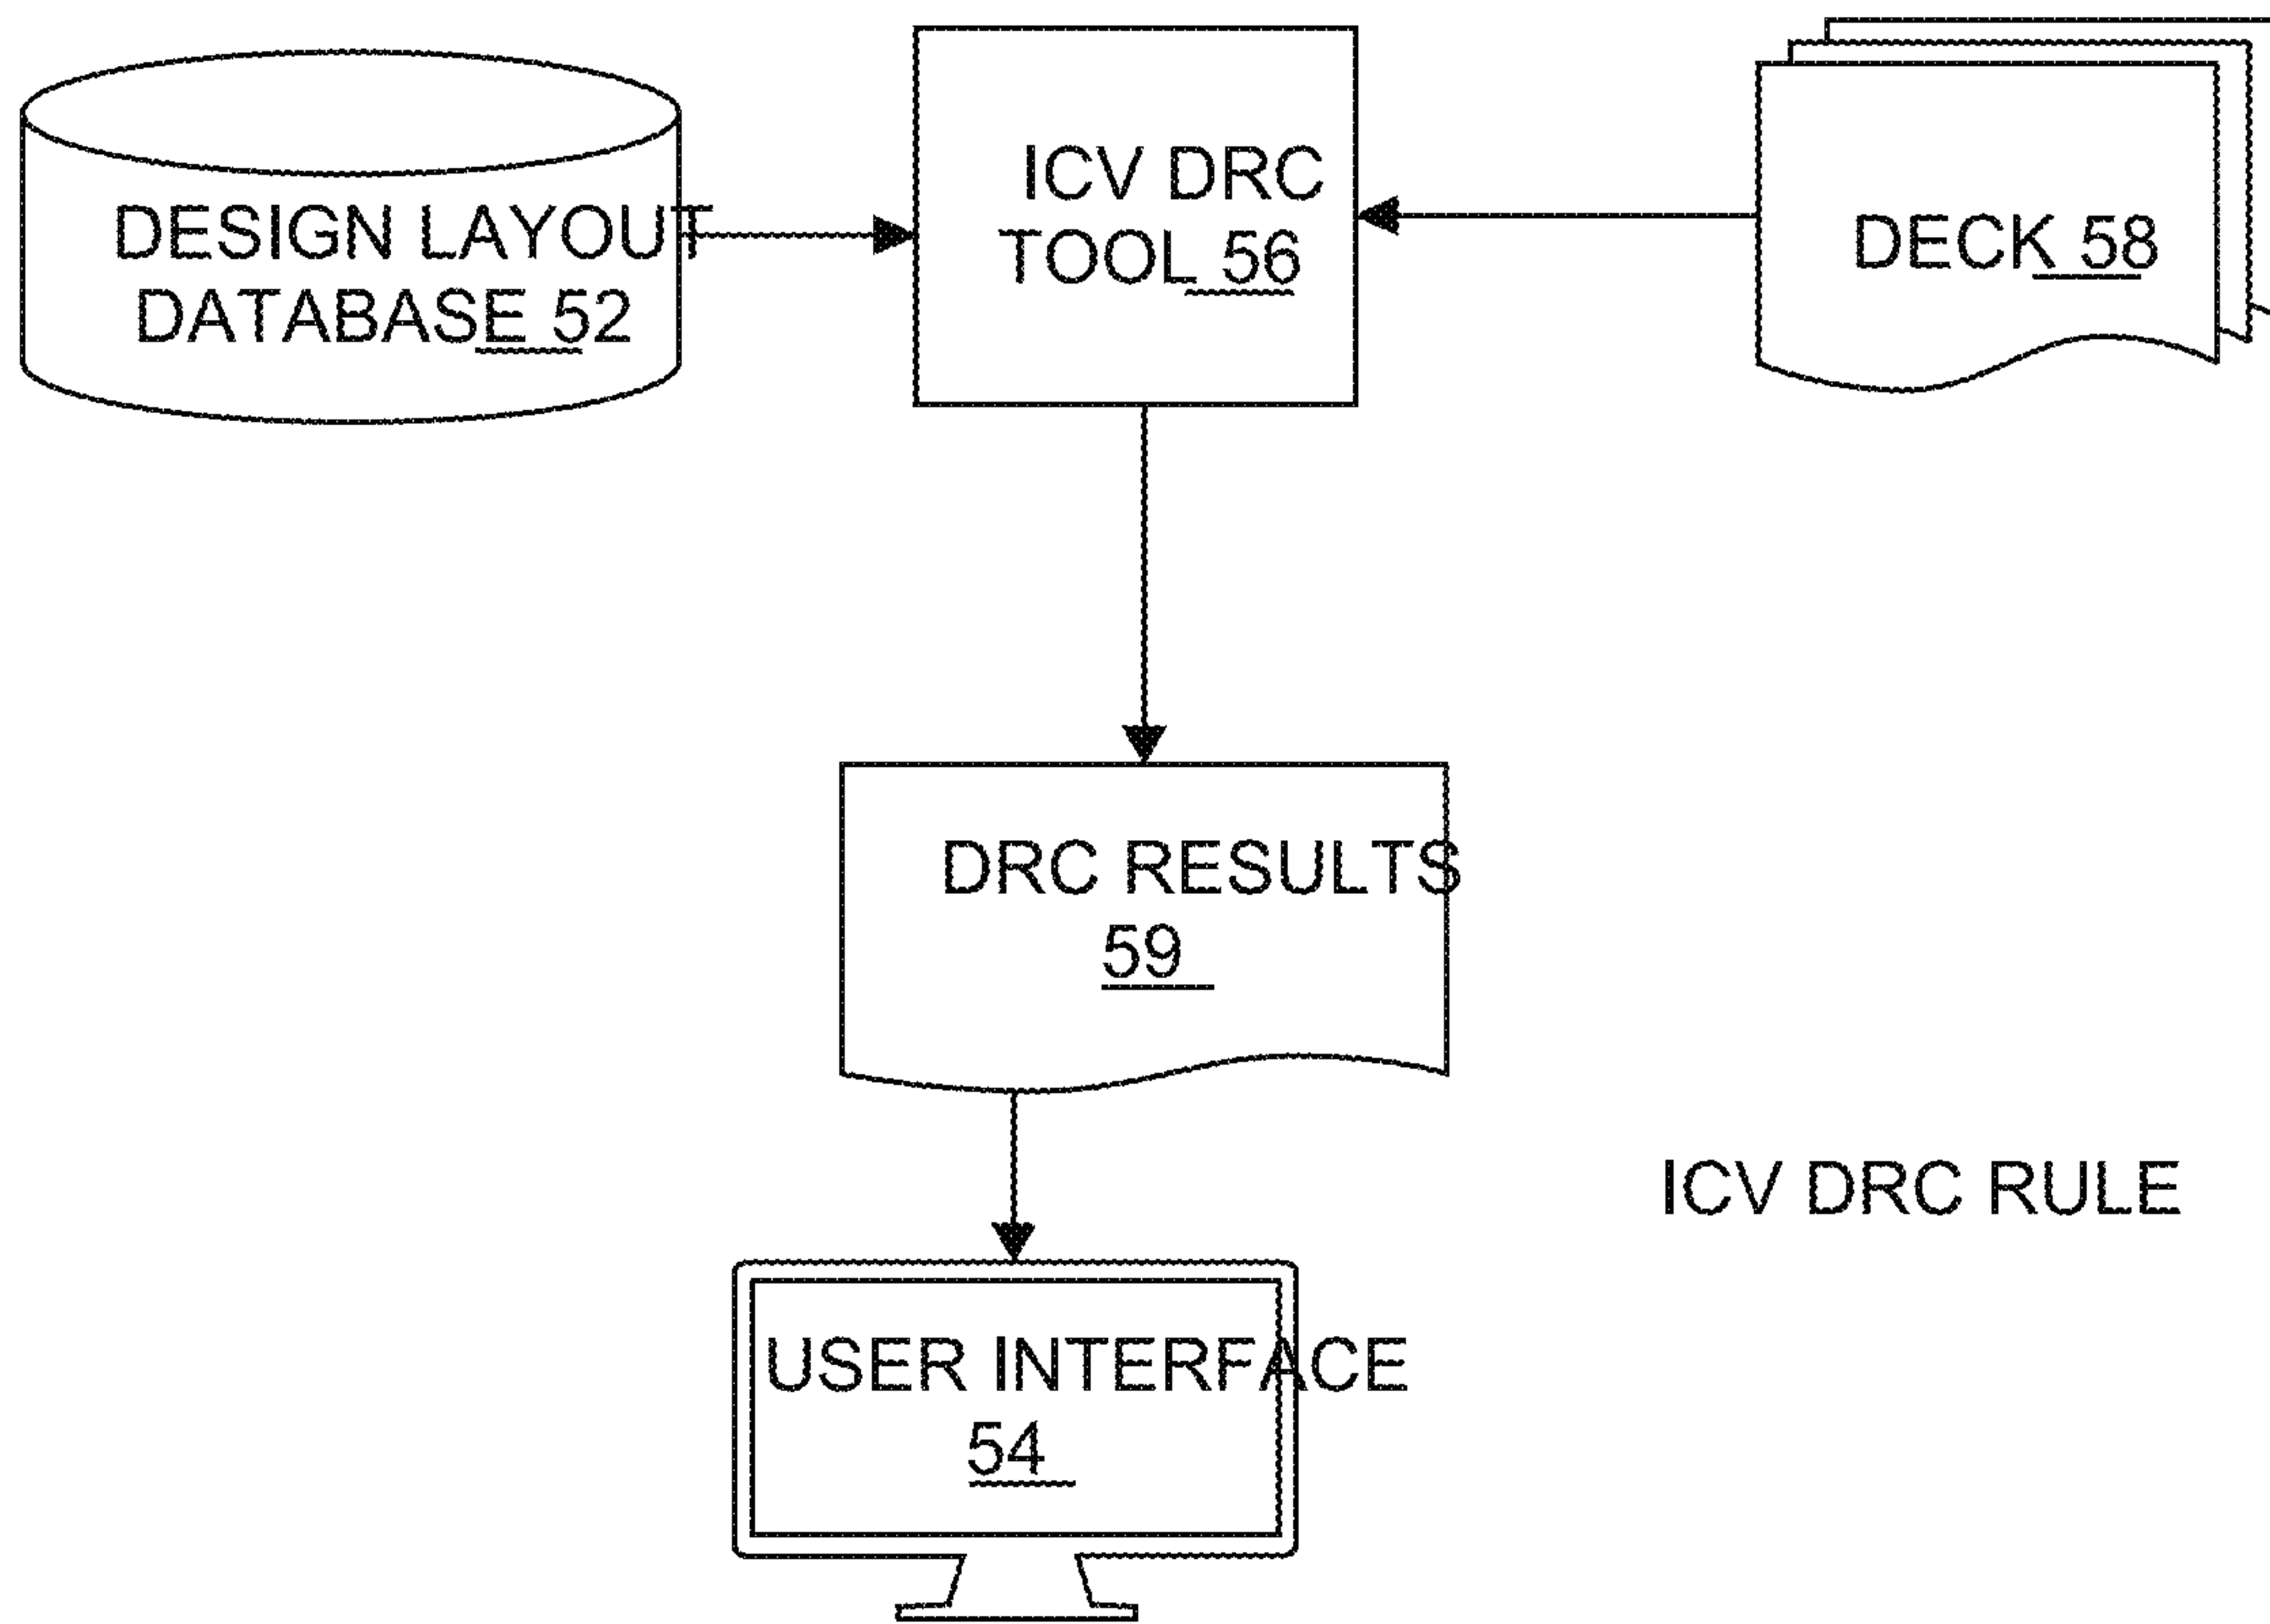 DESIGN LAYOUT
DATABASE 52
ICV DRC
TOOL 56
DECK 58
DRC RESULTS
59
ICV DRC RULE
USER INTERFACE
54